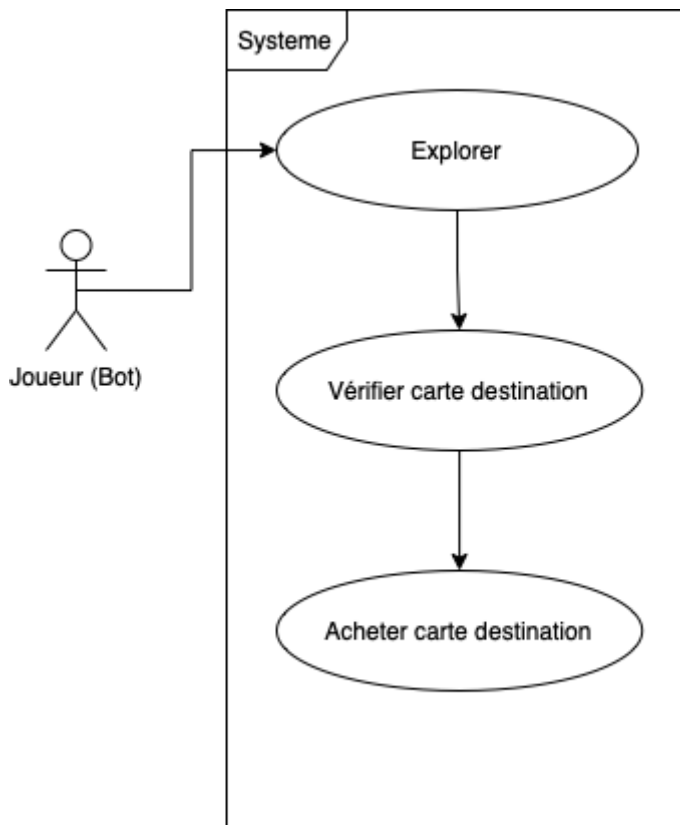 Systeme
Explorer
Joueur (Bot)
Vérifier carte destination
Acheter carte destination